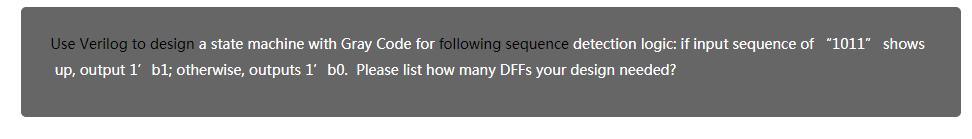 Use Verilog to design a state machine with Gray Code for following sequence detection logic: if input sequence of “1011” shows
up, output 1’ b1; otherwise, outputs 1’ b0. Please list how many DFFs your design needed?